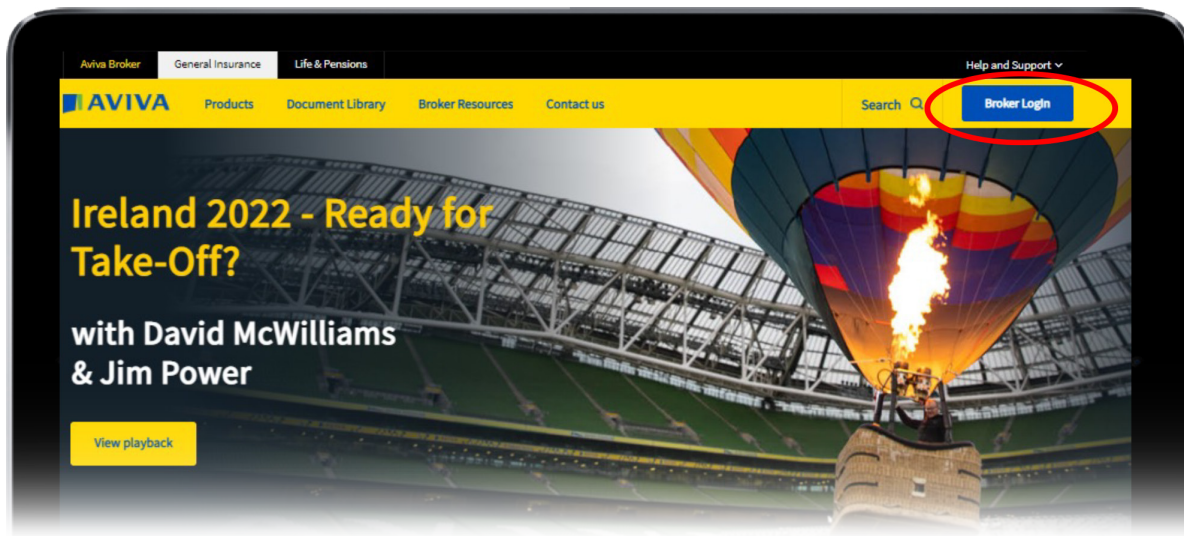 Aviva Broker General Insurance Life & Pensions Help and Support
AVIVA Products Document Library Broker Resources Contact us Search Broker Login
Ireland 2022 - Ready for
Take-Off?
with David McWilliams
& Jim Power
View playback